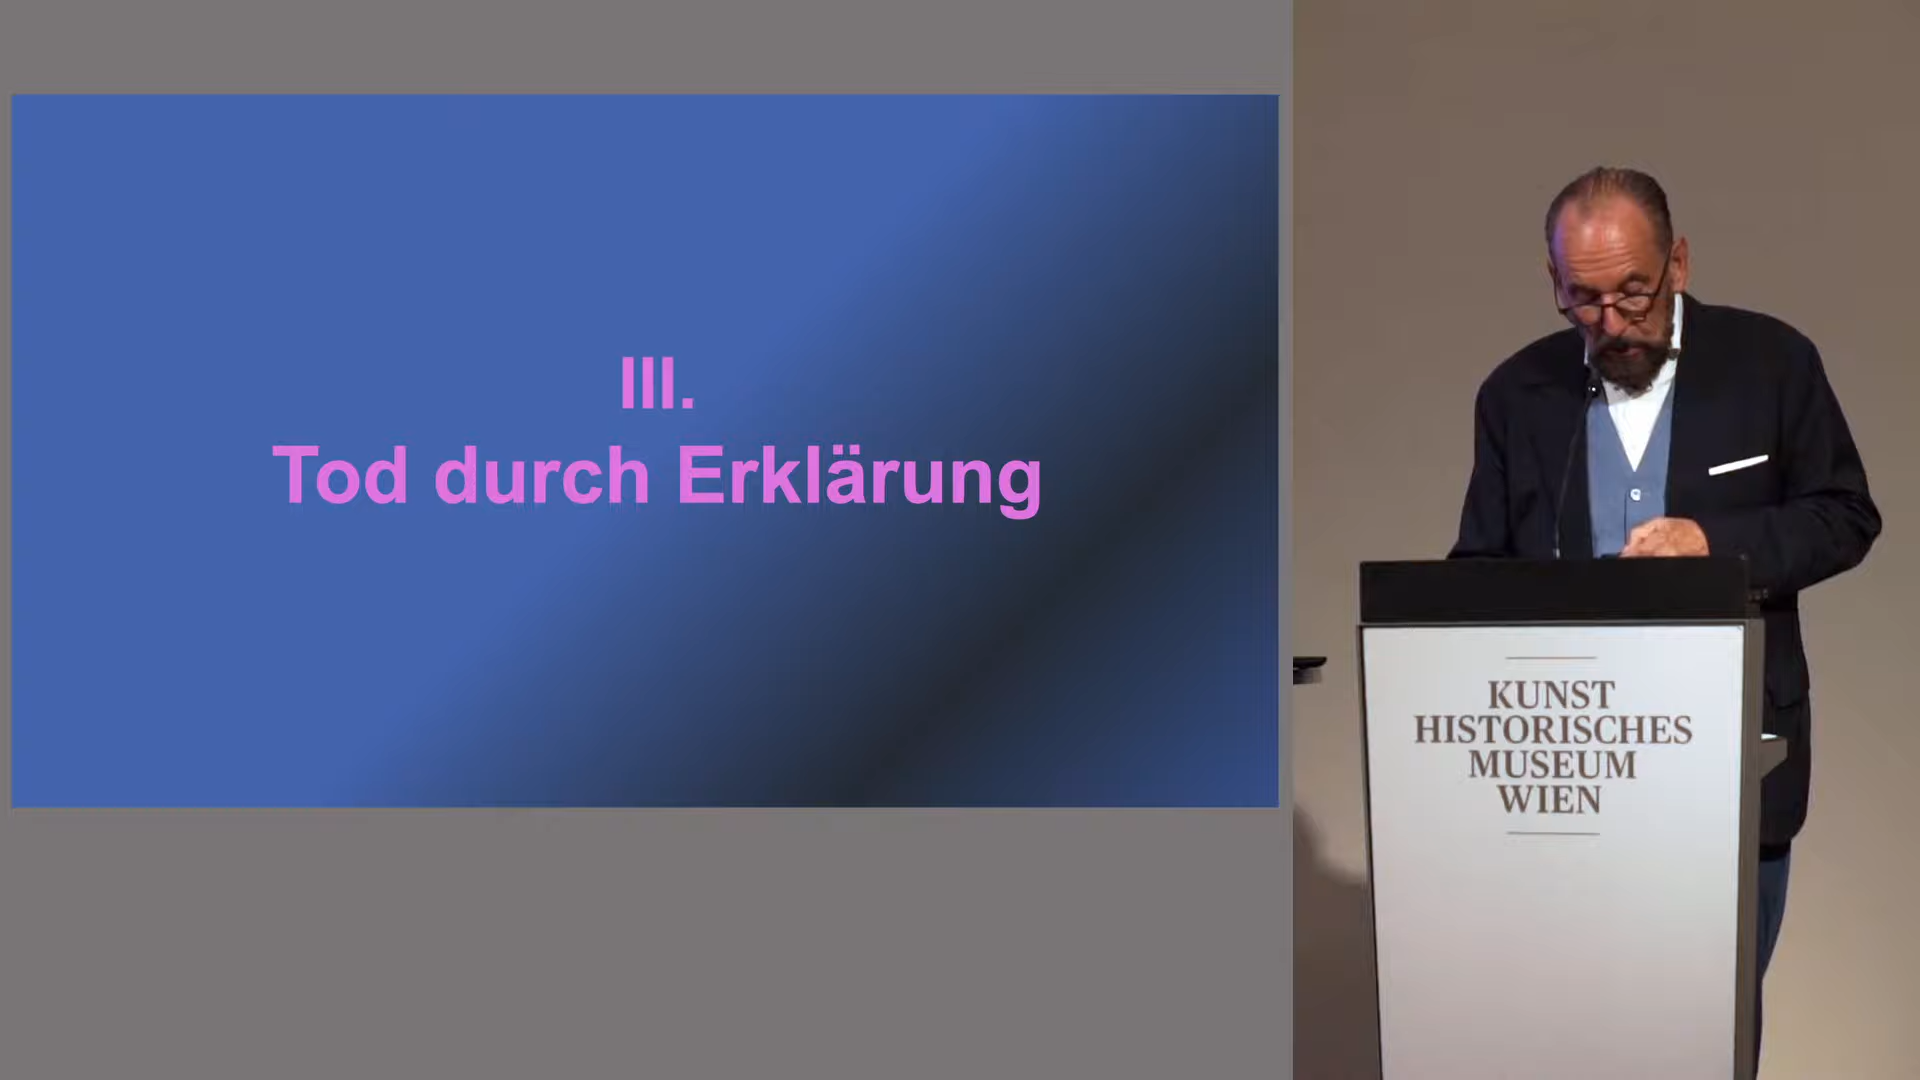 III.
Tod durch Erklärung
KUNST
HISTORISCHES
MUSEUM
WIEN